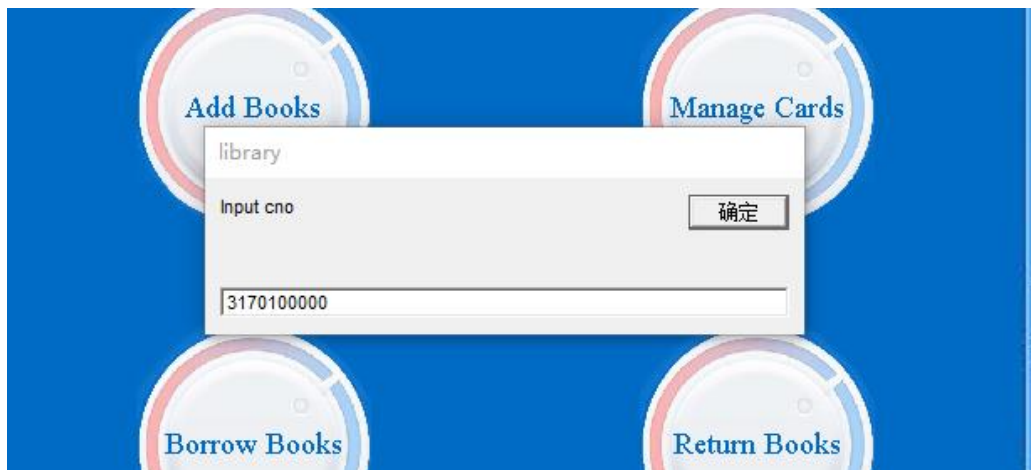 Add Books
Manage Cards
library
Input cno
确定
3170100000
Borrow Books
Return Books